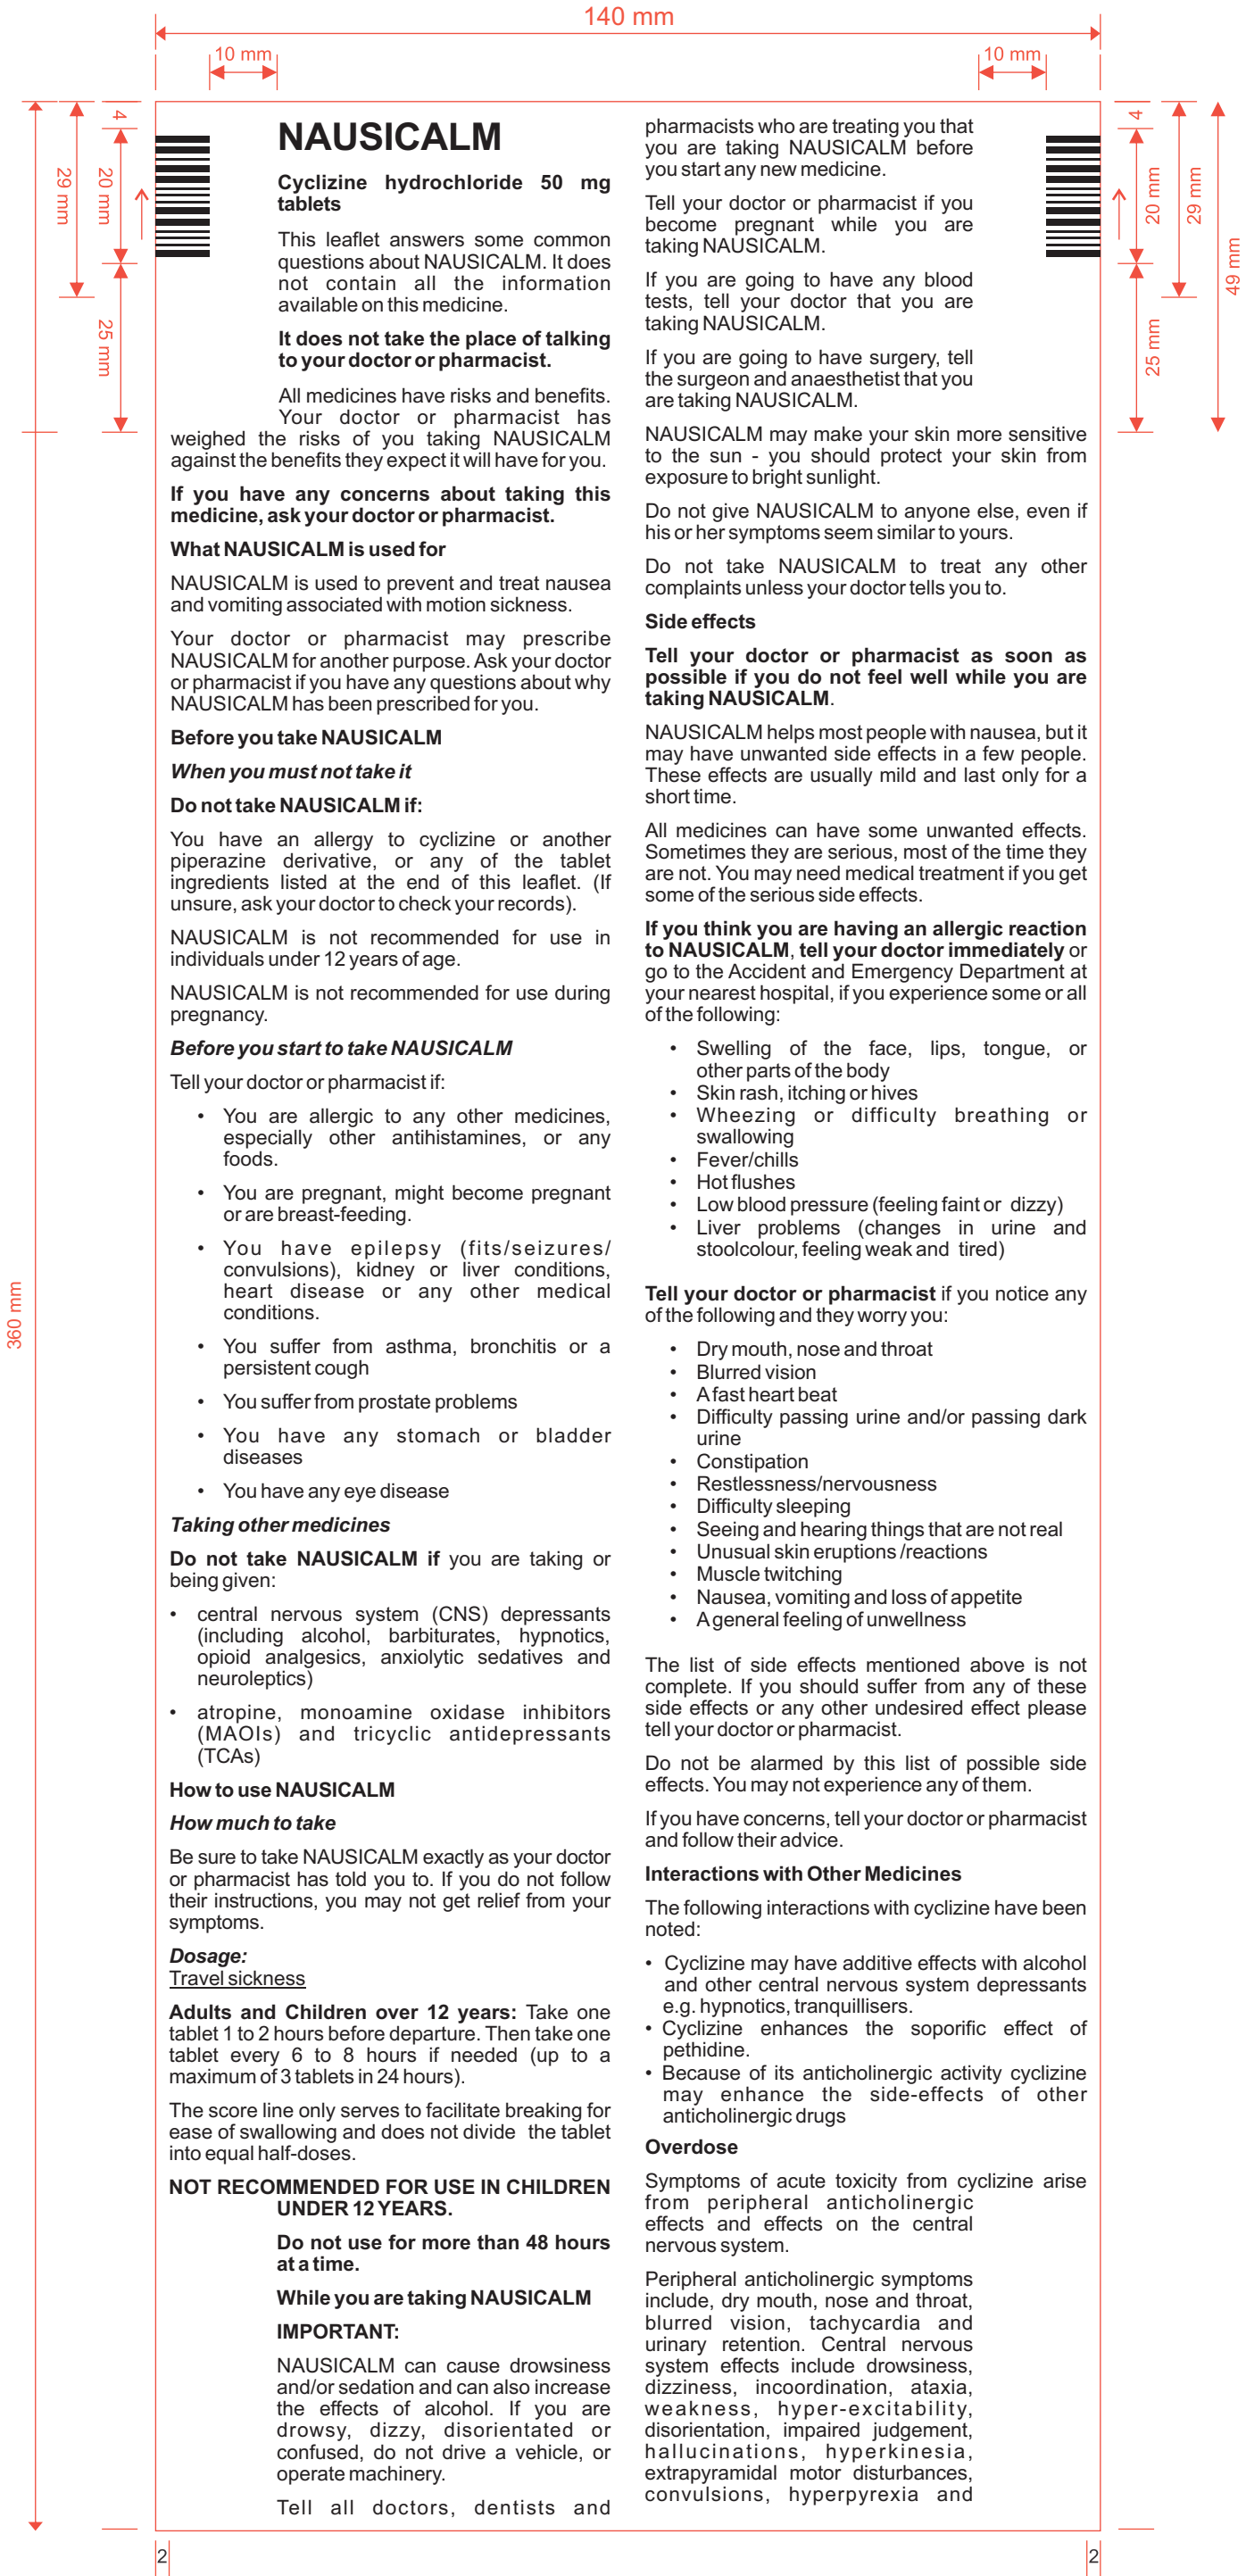 140 mm
10 mm
10 mm
4
20 mm
29 mm
25 mm
360 mm
4
20 mm
29 mm
49 mm
25 mm
NAUSICALM
Cyclizine hydrochloride 50 mg
tablets
This leaflet answers some common
questions about NAUSICALM. It does
not contain all the information
available on this medicine.
It does not take the place of talking
to your doctor or pharmacist.
All medicines have risks and benefits.
Your doctor or pharmacist has
weighed the risks of you taking NAUSICALM
against the benefits they expect it will have for you.
If you have any concerns about taking this
medicine, ask your doctor or pharmacist.
What NAUSICALM is used for
NAUSICALM is used to prevent and treat nausea
and vomiting associated with motion sickness.
Your doctor or pharmacist may prescribe
NAUSICALM for another purpose. Ask your doctor
or pharmacist if you have any questions about why
NAUSICALM has been prescribed for you.
Before you take NAUSICALM
When you must not take it
Do not take NAUSICALM if:
You have an allergy to cyclizine or another
piperazine derivative, or any of the tablet
ingredients listed at the end of this leaflet. (If
unsure, ask your doctor to check your records).
NAUSICALM is not recommended for use in
individuals under 12 years of age.
NAUSICALM is not recommended for use during
pregnancy.
Before you start to take NAUSICALM
Tell your doctor or pharmacist if:
• You are allergic to any other medicines,
especially other antihistamines, or any
foods.
• You are pregnant, might become pregnant
or are breast-feeding.
• You have epilepsy (fits/seizures/
convulsions), kidney or liver conditions,
heart disease or any other medical
conditions.
• You suffer from asthma, bronchitis or a
persistent cough
• You suffer from prostate problems
• You have any stomach or bladder
diseases
• You have any eye disease
Taking other medicines
Do not take NAUSICALM if you are taking or
being given:
• central nervous system (CNS) depressants
(including alcohol, barbiturates, hypnotics,
opioid analgesics, anxiolytic sedatives and
neuroleptics)
• atropine, monoamine oxidase inhibitors
(MAOIs) and tricyclic antidepressants
(TCAs)
How to use NAUSICALM
How much to take
Be sure to take NAUSICALM exactly as your doctor
or pharmacist has told you to. If you do not follow
their instructions, you may not get relief from your
symptoms.
Dosage:
Travel sickness
Adults and Children over 12 years: Take one
tablet 1 to 2 hours before departure. Then take one
tablet every 6 to 8 hours if needed (up to a
maximum of 3 tablets in 24 hours).
The score line only serves to facilitate breaking for
ease of swallowing and does not divide the tablet
into equal half-doses.
NOT RECOMMENDED FOR USE IN CHILDREN
UNDER 12 YEARS.
Do not use for more than 48 hours
at a time.
While you are taking NAUSICALM
IMPORTANT:
NAUSICALM can cause drowsiness
and/or sedation and can also increase
the effects of alcohol. If you are
drowsy, dizzy, disorientated or
confused, do not drive a vehicle, or
operate machinery.
Tell all doctors, dentists and
pharmacists who are treating you that
you are taking NAUSICALM before
you start any new medicine.
Tell your doctor or pharmacist if you
become pregnant while you are
taking NAUSICALM.
If you are going to have any blood
tests, tell your doctor that you are
taking NAUSICALM.
If you are going to have surgery, tell
the surgeon and anaesthetist that you
are taking NAUSICALM.
NAUSICALM may make your skin more sensitive
to the sun - you should protect your skin from
exposure to bright sunlight.
Do not give NAUSICALM to anyone else, even if
his or her symptoms seem similar to yours.
Do not take NAUSICALM to treat any other
complaints unless your doctor tells you to.
Side effects
Tell your doctor or pharmacist as soon as
possible if you do not feel well while you are
taking NAUSICALM.
NAUSICALM helps most people with nausea, but it
may have unwanted side effects in a few people.
These effects are usually mild and last only for a
short time.
All medicines can have some unwanted effects.
Sometimes they are serious, most of the time they
are not. You may need medical treatment if you get
some of the serious side effects.
If you think you are having an allergic reaction
to NAUSICALM, tell your doctor immediately or
go to the Accident and Emergency Department at
your nearest hospital, if you experience some or all
of the following:
• Swelling of the face, lips, tongue, or
other parts of the body
• Skin rash, itching or hives
• Wheezing or difficulty breathing or
swallowing
• Fever/chills
• Hot flushes
• Low blood pressure (feeling faint or dizzy)
• Liver problems (changes in urine and
stoolcolour, feeling weak and tired)
Tell your doctor or pharmacist if you notice any
of the following and they worry you:
• Dry mouth, nose and throat
• Blurred vision
• A fast heart beat
• Difficulty passing urine and/or passing dark
urine
• Constipation
• Restlessness/nervousness
• Difficulty sleeping
• Seeing and hearing things that are not real
• Unusual skin eruptions /reactions
• Muscle twitching
• Nausea, vomiting and loss of appetite
• A general feeling of unwellness
The list of side effects mentioned above is not
complete. If you should suffer from any of these
side effects or any other undesired effect please
tell your doctor or pharmacist.
Do not be alarmed by this list of possible side
effects. You may not experience any of them.
If you have concerns, tell your doctor or pharmacist
and follow their advice.
Interactions with Other Medicines
The following interactions with cyclizine have been
noted:
• Cyclizine may have additive effects with alcohol
and other central nervous system depressants
e.g. hypnotics, tranquillisers.
• Cyclizine enhances the soporific effect of
pethidine.
• Because of its anticholinergic activity cyclizine
may enhance the side-effects of other
anticholinergic drugs
Overdose
Symptoms of acute toxicity from cyclizine arise
from peripheral anticholinergic
effects and effects on the central
nervous system.
Peripheral anticholinergic symptoms
include, dry mouth, nose and throat,
blurred vision, tachycardia and
urinary retention. Central nervous
system effects include drowsiness,
dizziness, incoordination, ataxia,
weakness, hyper-excitability,
disorientation, impaired judgement,
hallucinations, hyperkinesia,
extrapyramidal motor disturbances,
convulsions, hyperpyrexia and
2
2